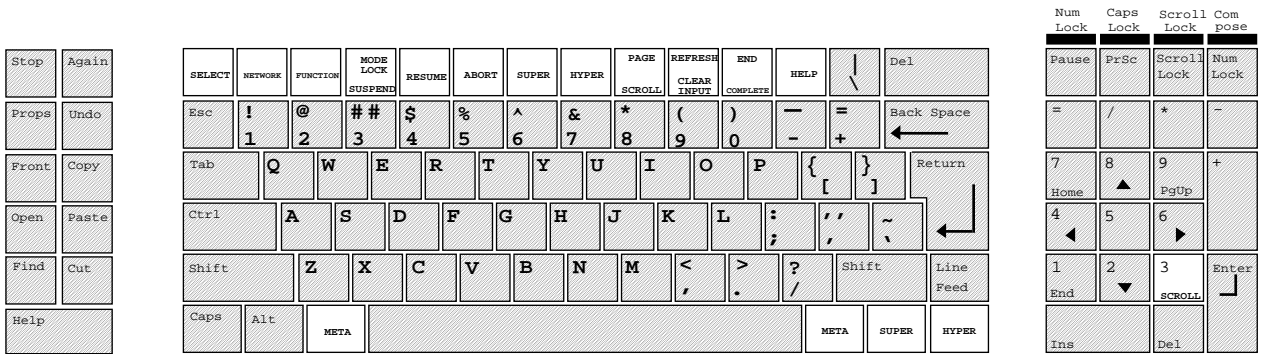 Num Caps Scroll Com
Lock Lock Lock pose
Stop Again
SELECT NETWORK FUNCTION MODE LOCK SUSPEND RESUME ABORT SUPER HYPER PAGE SCROLL REFRESH CLEAR INPUT END COMPLETE HELP | \ Del
Pause PrSc Scroll Lock Num Lock
Props Undo
Esc ! 1 @ 2 # # 3 $ 4 % 5 ^ 6 & 7 * 8 ( 9 ) 0 — - = + Back Space
= / * -
Front Copy
Tab Q W E R T Y U I O P { [ } ] Return
7 Home 8 9 PgUp +
Open Paste
Ctrl A S D F G H J K L : ; ' ' , ~ `
4 5 6
Find Cut
Shift Z X C V B N M < , > . ? / Shift Line Feed
1 End 2 3 SCROLL Enter
Help
Caps Alt META META SUPER HYPER
Ins Del